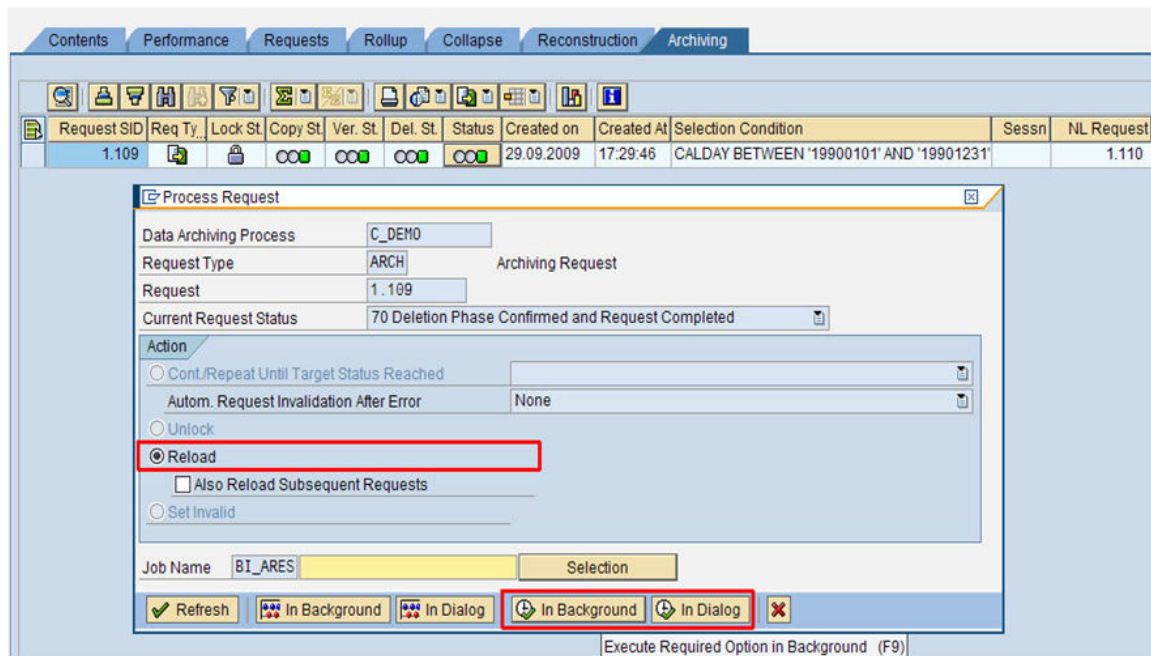 Contents Performance Requests Rollup Collapse Reconstruction Archiving
Request SID Req Ty.. Lock St. Copy St. Ver. St. Del. St. Status Created on Created At Selection Condition Sessn NL Request
1.109 29.09.2009 17:29:46 CALDAY BETWEEN '19900101' AND '19901231' 1.110
Process Request
Data Archiving Process C_DEMO
Request Type ARCH Archiving Request
Request 1.109
Current Request Status 70 Deletion Phase Confirmed and Request Completed
Action
Cont./Repeat Until Target Status Reached
Autom. Request Invalidation After Error None
Unlock
Reload
Also Reload Subsequent Requests
Set Invalid
Job Name BI_ARES Selection
Refresh In Background In Dialog In Background In Dialog
Execute Required Option in Background (F9)